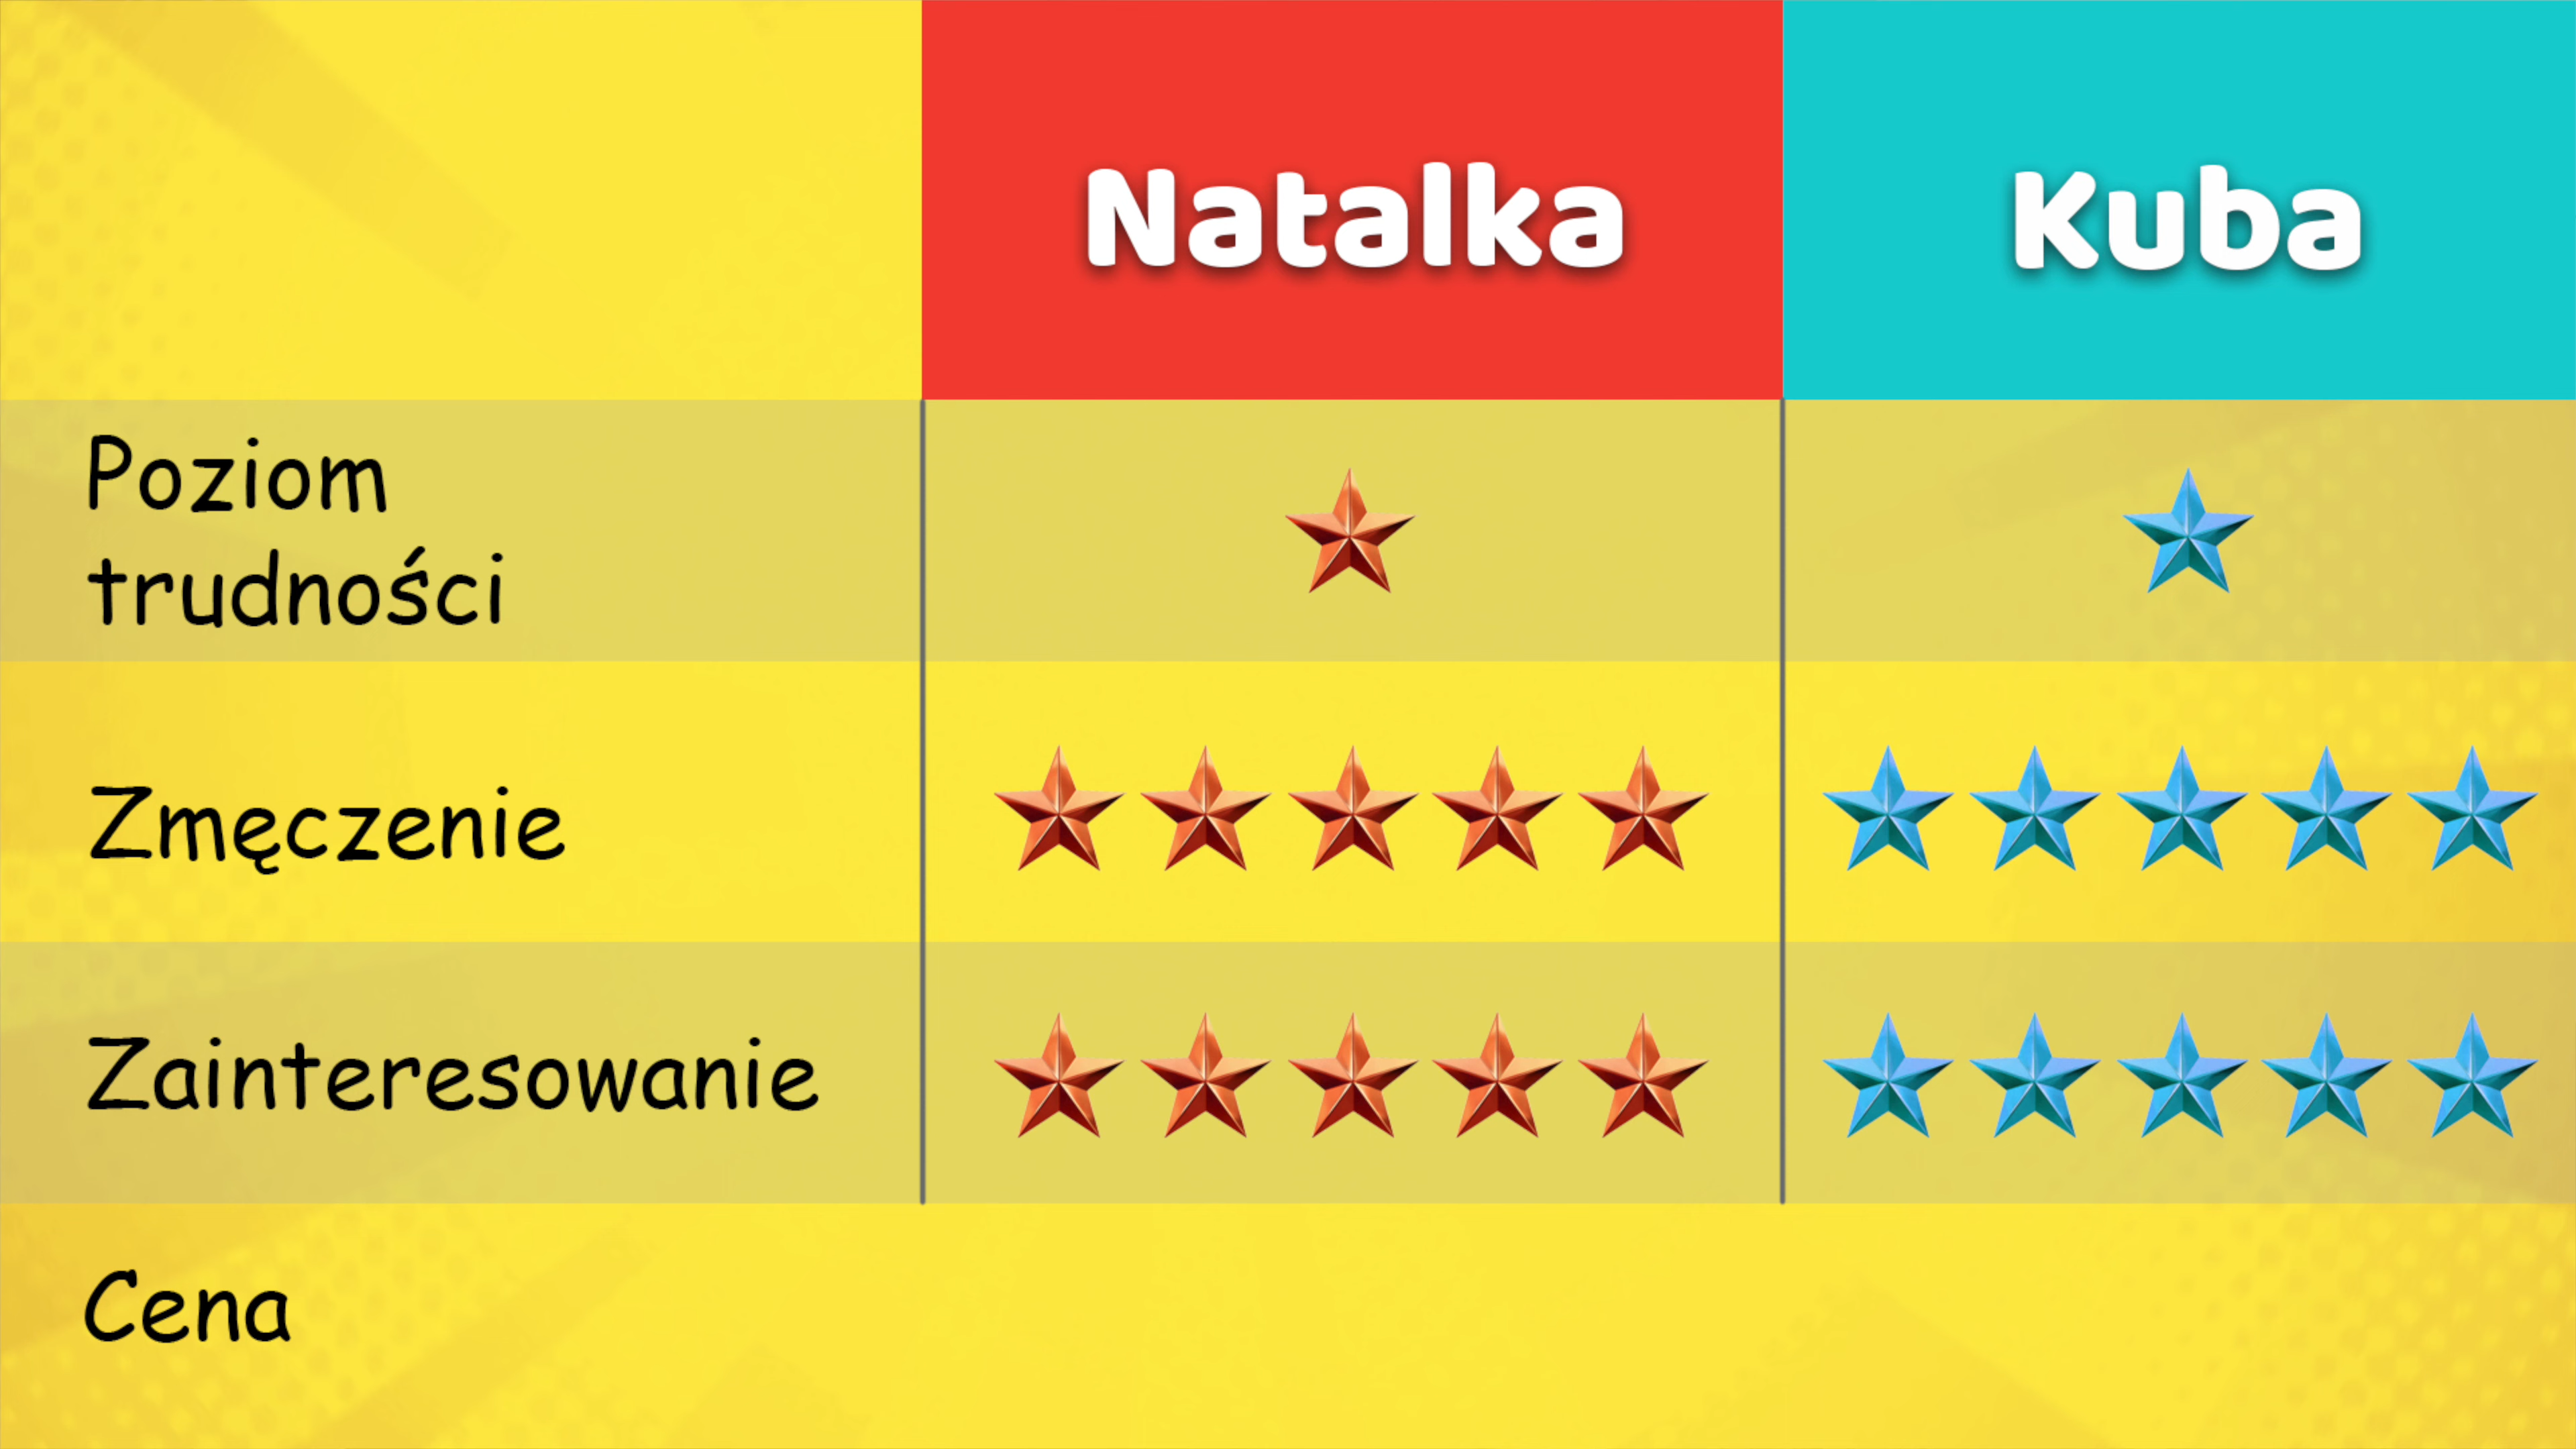 Natalka
Kuba
Poziom
trudności
Zmęczenie
Zainteresowanie
Cena